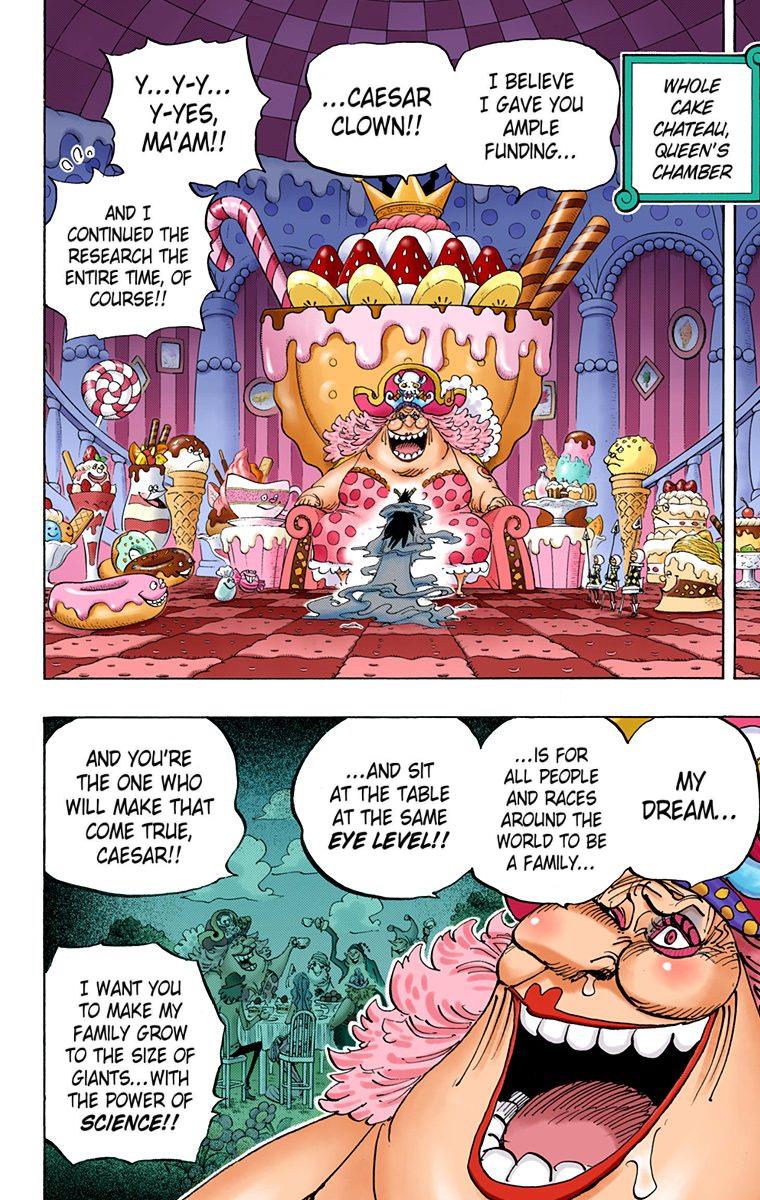 WHOLE
CAKE
CHATEAU,
QUEEN'S
CHAMBER
I BELIEVE
I GAVE YOU
AMPLE
FUNDING...
...CAESAR
CLOWN!!
Y...Y-Y...
Y-YES,
MA'AM!!
AND I
CONTINUED THE
RESEARCH THE
ENTIRE TIME, OF
COURSE!!
MY
DREAM...
...IS FOR
ALL PEOPLE
AND RACES
AROUND THE
WORLD TO BE
A FAMILY...
...AND SIT
AT THE TABLE
AT THE SAME
EYE LEVEL!!
AND YOU'RE
THE ONE WHO
WILL MAKE THAT
COME TRUE,
CAESAR!!
I WANT YOU
TO MAKE MY
FAMILY GROW
TO THE SIZE OF
GIANTS...WITH
THE POWER OF
SCIENCE!!